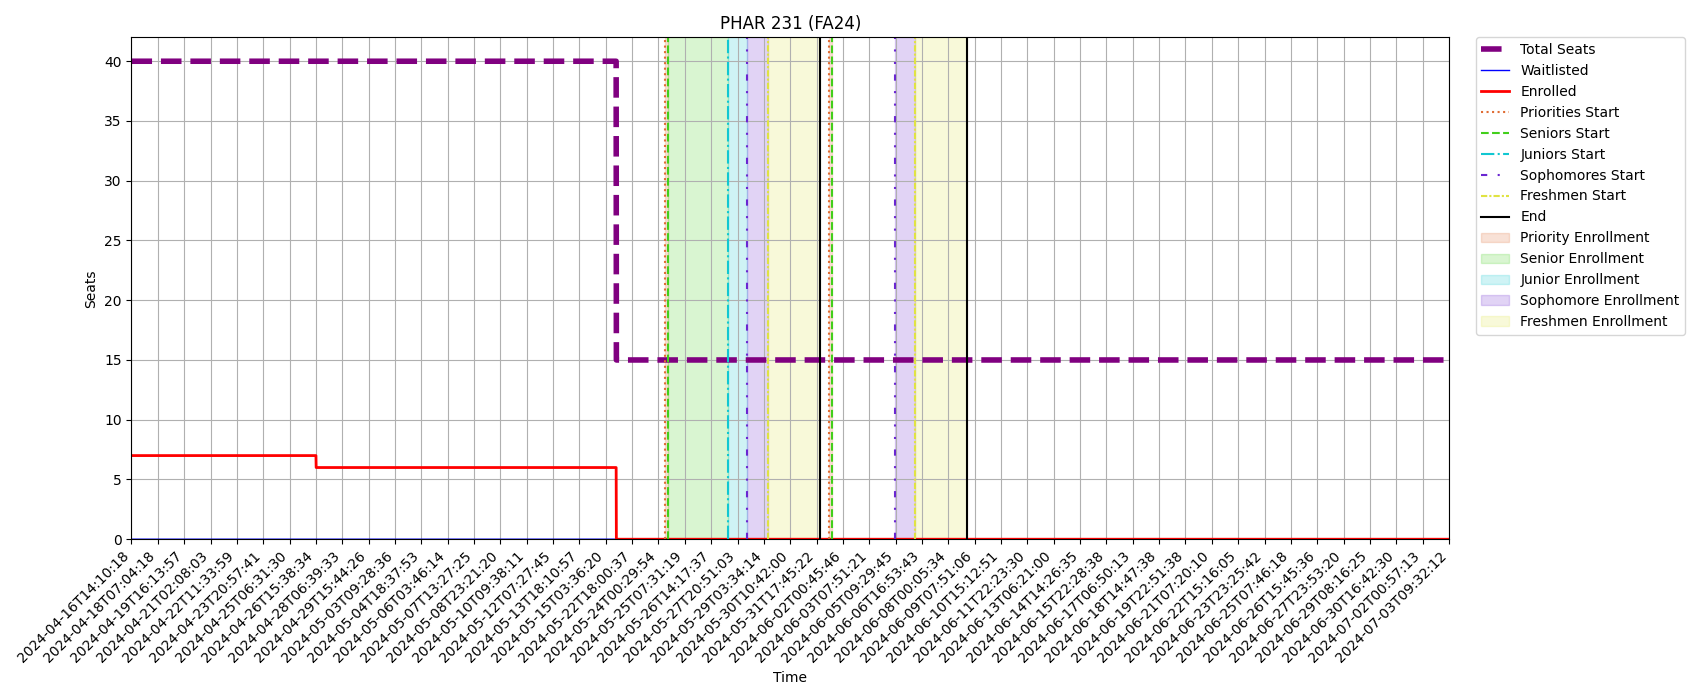 PHAR 231 (FA24)
Seats
40
35
30
25
20
15
10
5
0
2024-04-16T14:10:18
2024-04-18T07:04:18
2024-04-19T16:13:57
2024-04-21T02:08:03
2024-04-22T11:33:59
2024-04-23T20:57:41
2024-04-25T06:31:30
2024-04-26T15:38:34
2024-04-28T06:39:33
2024-04-29T15:44:26
2024-05-03T09:28:36
2024-05-04T18:37:53
2024-05-06T03:46:14
2024-05-07T13:27:25
2024-05-08T23:21:20
2024-05-10T09:38:11
2024-05-12T07:27:45
2024-05-13T18:10:57
2024-05-15T03:36:20
2024-05-22T18:00:37
2024-05-24T00:29:54
2024-05-25T07:31:19
2024-05-26T14:17:37
2024-05-27T20:51:03
2024-05-29T03:34:14
2024-05-30T10:42:00
2024-05-31T17:45:22
2024-06-02T00:45:46
2024-06-03T07:51:21
2024-06-05T09:29:45
2024-06-06T16:53:43
2024-06-08T00:05:34
2024-06-09T07:51:06
2024-06-10T15:12:51
2024-06-11T22:23:30
2024-06-13T06:21:00
2024-06-14T14:26:35
2024-06-15T22:28:38
2024-06-17T06:50:13
2024-06-18T14:47:38
2024-06-19T22:51:38
2024-06-21T07:20:10
2024-06-22T15:16:05
2024-06-23T23:25:42
2024-06-25T07:46:18
2024-06-26T15:45:36
2024-06-27T23:53:20
2024-06-29T08:16:25
2024-06-30T16:42:30
2024-07-02T00:57:13
2024-07-03T09:32:12
Time
Total Seats
Waitlisted
Enrolled
Priorities Start
Seniors Start
Juniors Start
Sophomores Start
Freshmen Start
End
Priority Enrollment
Senior Enrollment
Junior Enrollment
Sophomore Enrollment
Freshmen Enrollment